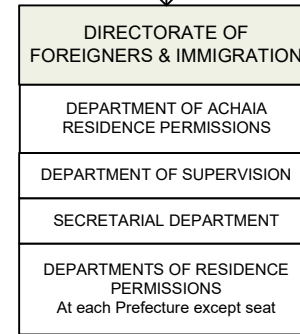 DIRECTORATE OF
FOREIGNERS & IMMIGRATION
DEPARTMENT OF ACHAIA
RESIDENCE PERMISSIONS
DEPARTMENT OF SUPERVISION
SECRETARIAL DEPARTMENT
DEPARTMENTS OF RESIDENCE
PERMISSIONS
At each Prefecture except seat